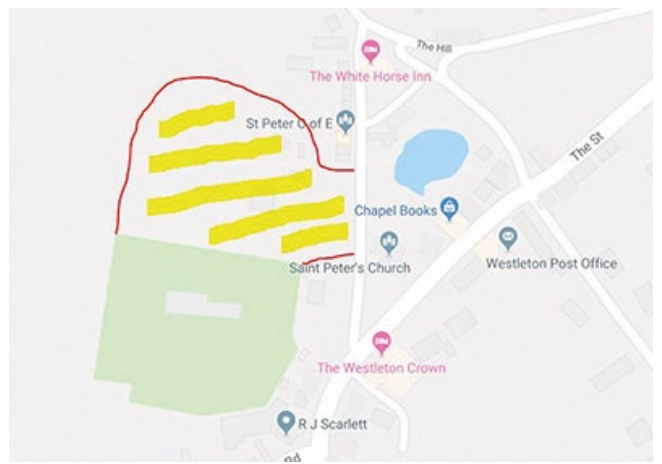 The Hill
The White Horse Inn
St Peter C of E
The St
Chapel Books
Westleton Post Office
Saint Peter's Church
The Westleton Crown
R J Scarlett
Rd